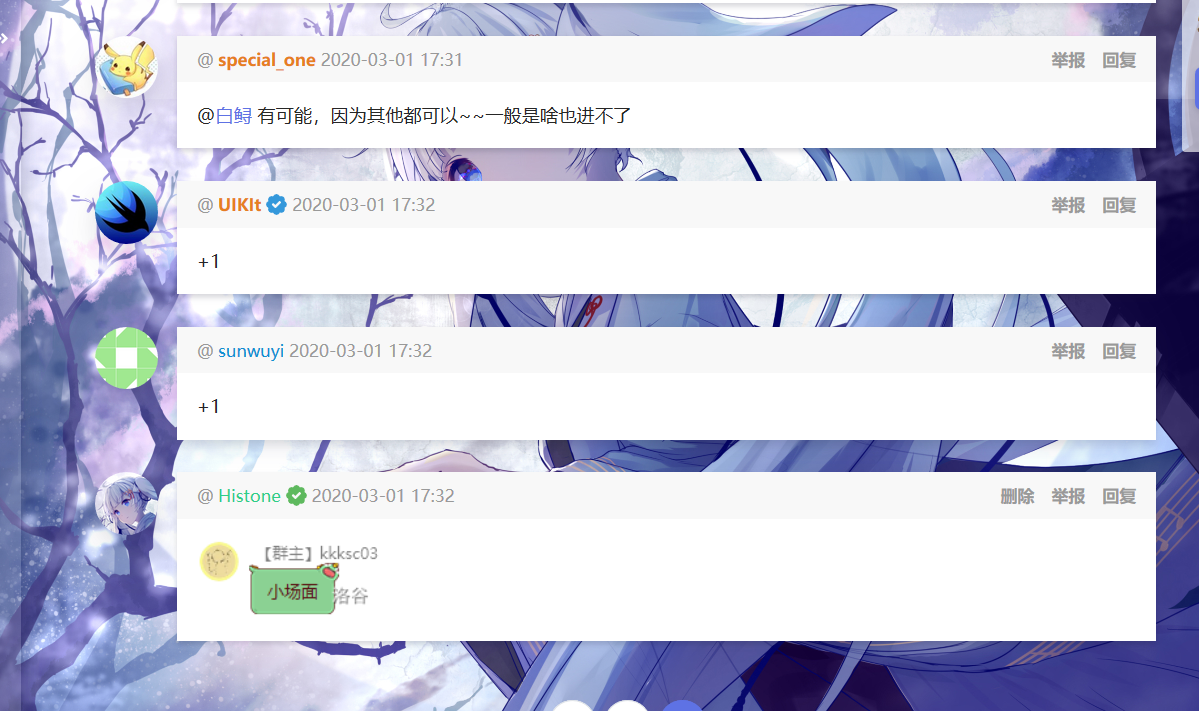 @ special_one 2020-03-01 17:31 举报 回复
@白鲟 有可能，因为其他都可以~~一般是啥也进不了
@ UIKIt 2020-03-01 17:32 举报 回复
+1
@ sunwuyi 2020-03-01 17:32 举报 回复
+1
@ Histone 2020-03-01 17:32 删除 举报 回复
【群主】kkksc03
小场面
洛谷